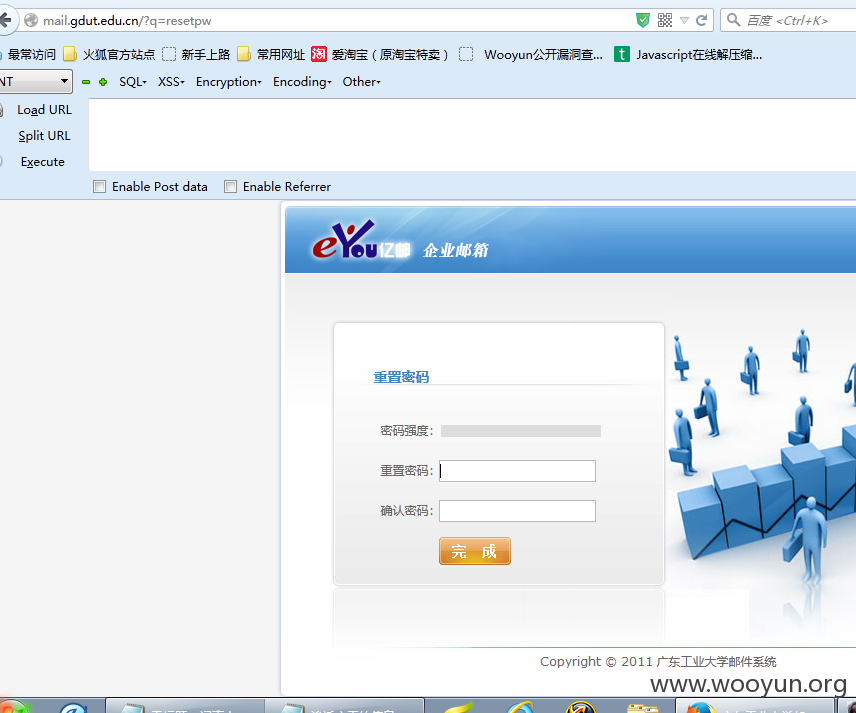 mail.gdut.edu.cn/?q=resetpw
百度 <Ctrl+K>
最常访问 火狐官方站点 新手上路 常用网址 淘 爱淘宝（原淘宝特卖） Wooyun公开漏洞查... t Javascript在线解压缩...
NT SQL XSS Encryption Encoding Other
Load URL
Split URL
Execute
Enable Post data Enable Referrer
eYou亿邮 企业邮箱
重置密码
密码强度:
重置密码:
确认密码:
完 成
Copyright © 2011 广东工业大学邮件系统
www.wooyun.org